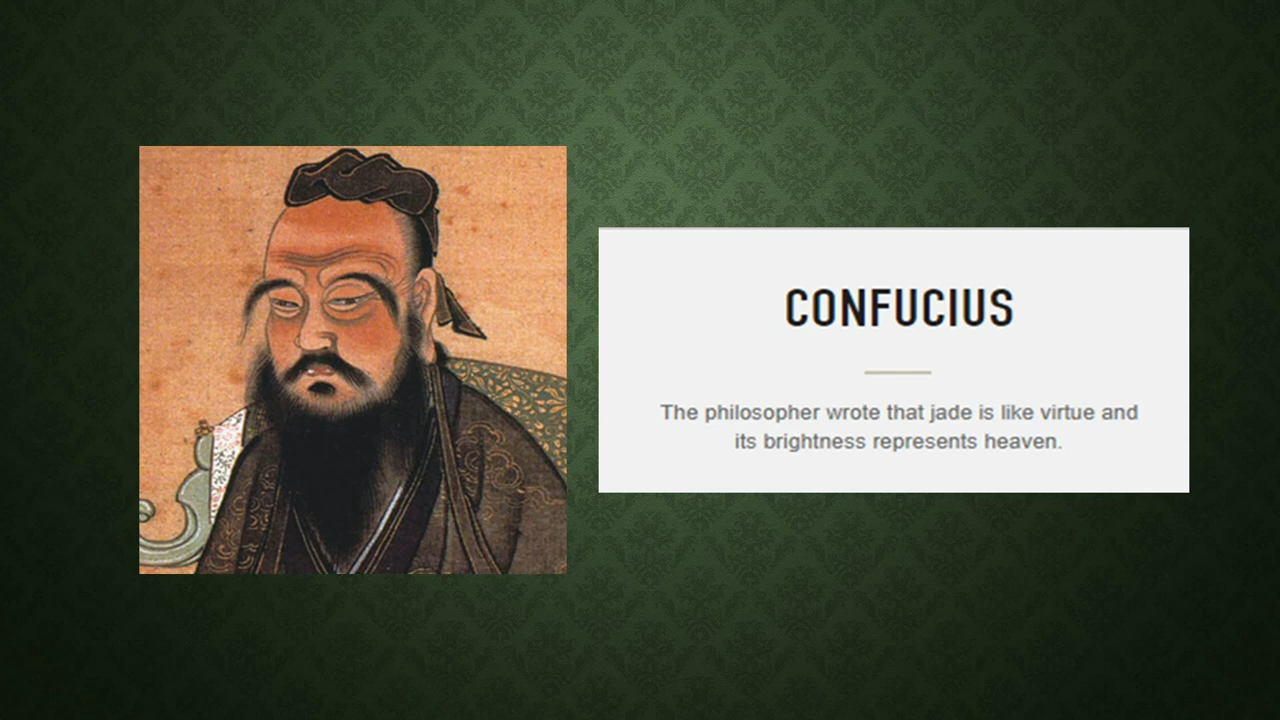 CONFUCIUS
The philosopher wrote that jade is like virtue and
its brightness represents heaven.